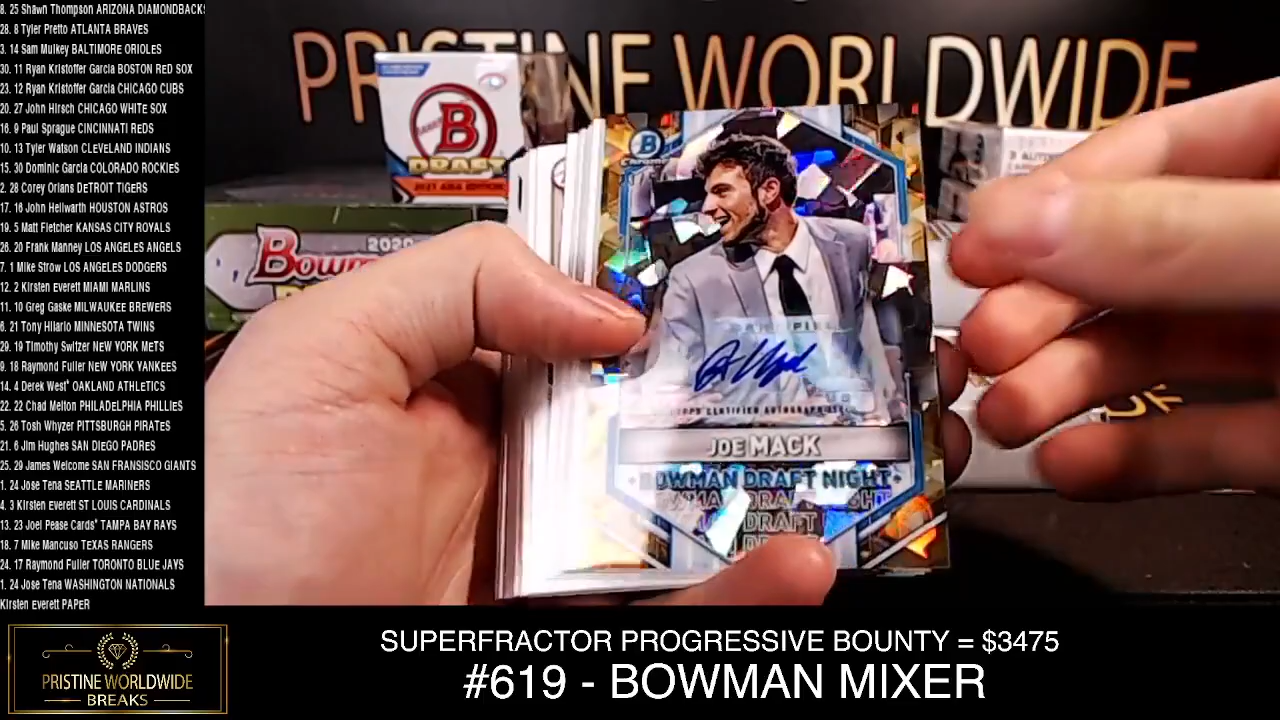 8. 25 Shawn Thompson ARIZONA DIAMONDBACKS
28. 8 Tyler Pretto ATLANTA BRAVES
3. 14 Sam Mulkey BALTIMORE ORIOLES
30. 11 Ryan Kristoffer Garcia BOSTON RED SOX
23. 12 Ryan Kristoffer Garcia CHICAGO CUBS
20. 27 John Hirsch CHICAGO WHITE SOX
16. 9 Paul Sprague CINCINNATI REDS
10. 13 Tyler Watson CLEVELAND INDIANS
15. 30 Dominic Garcia COLORADO ROCKIES
2. 28 Corey Orians DETROIT TIGERS
17. 16 John Hellwarth HOUSTON ASTROS
19. 5 Matt Fletcher KANSAS CITY ROYALS
26. 20 Frank Manney LOS ANGELES ANGELS
7. 1 Mike Strow LOS ANGELES DODGERS
12. 2 Kirsten Everett MIAMI MARLINS
11. 10 Greg Gaske MILWAUKEE BREWERS
6. 21 Tony Hilario MINNESOTA TWINS
29. 19 Timothy Switzer NEW YORK METS
9. 18 Raymond Fuller NEW YORK YANKEES
14. 4 Derek West* OAKLAND ATHLETICS
22. 22 Chad Melton PHILADELPHIA PHILLIES
5. 26 Tosh Whyzer PITTSBURGH PIRATES
21. 6 Jim Hughes SAN DIEGO PADRES
25. 29 James Welcome SAN FRANSISCO GIANTS
1. 24 Jose Tena SEATTLE MARINERS
4. 3 Kirsten Everett ST LOUIS CARDINALS
13. 23 Joel Pease Cards* TAMPA BAY RAYS
18. 7 Mike Mancuso TEXAS RANGERS
24. 17 Raymond Fuller TORONTO BLUE JAYS
1. 24 Jose Tena WASHINGTON NATIONALS
Kirsten Everett PAPER
PRISTINE WORLDWIDE
B
DRAFT
2020
B
Chrome
TOPPS CERTIFIED AUTOGRAPH
JOE MACK
BOWMAN DRAFT NIGHT
DRAFT
PRISTINE WORLDWIDE
BREAKS
SUPERFRACTOR PROGRESSIVE BOUNTY = $3475
#619 - BOWMAN MIXER